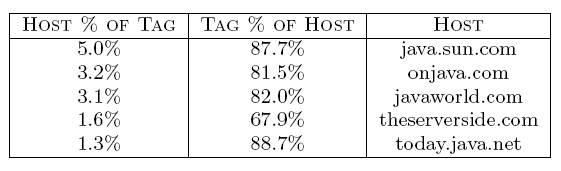 HOST % OF TAG TAG % OF HOST HOST
5.0% 87.7% java.sun.com
3.2% 81.5% onjava.com
3.1% 82.0% javaworld.com
1.6% 67.9% theserverside.com
1.3% 88.7% today.java.net